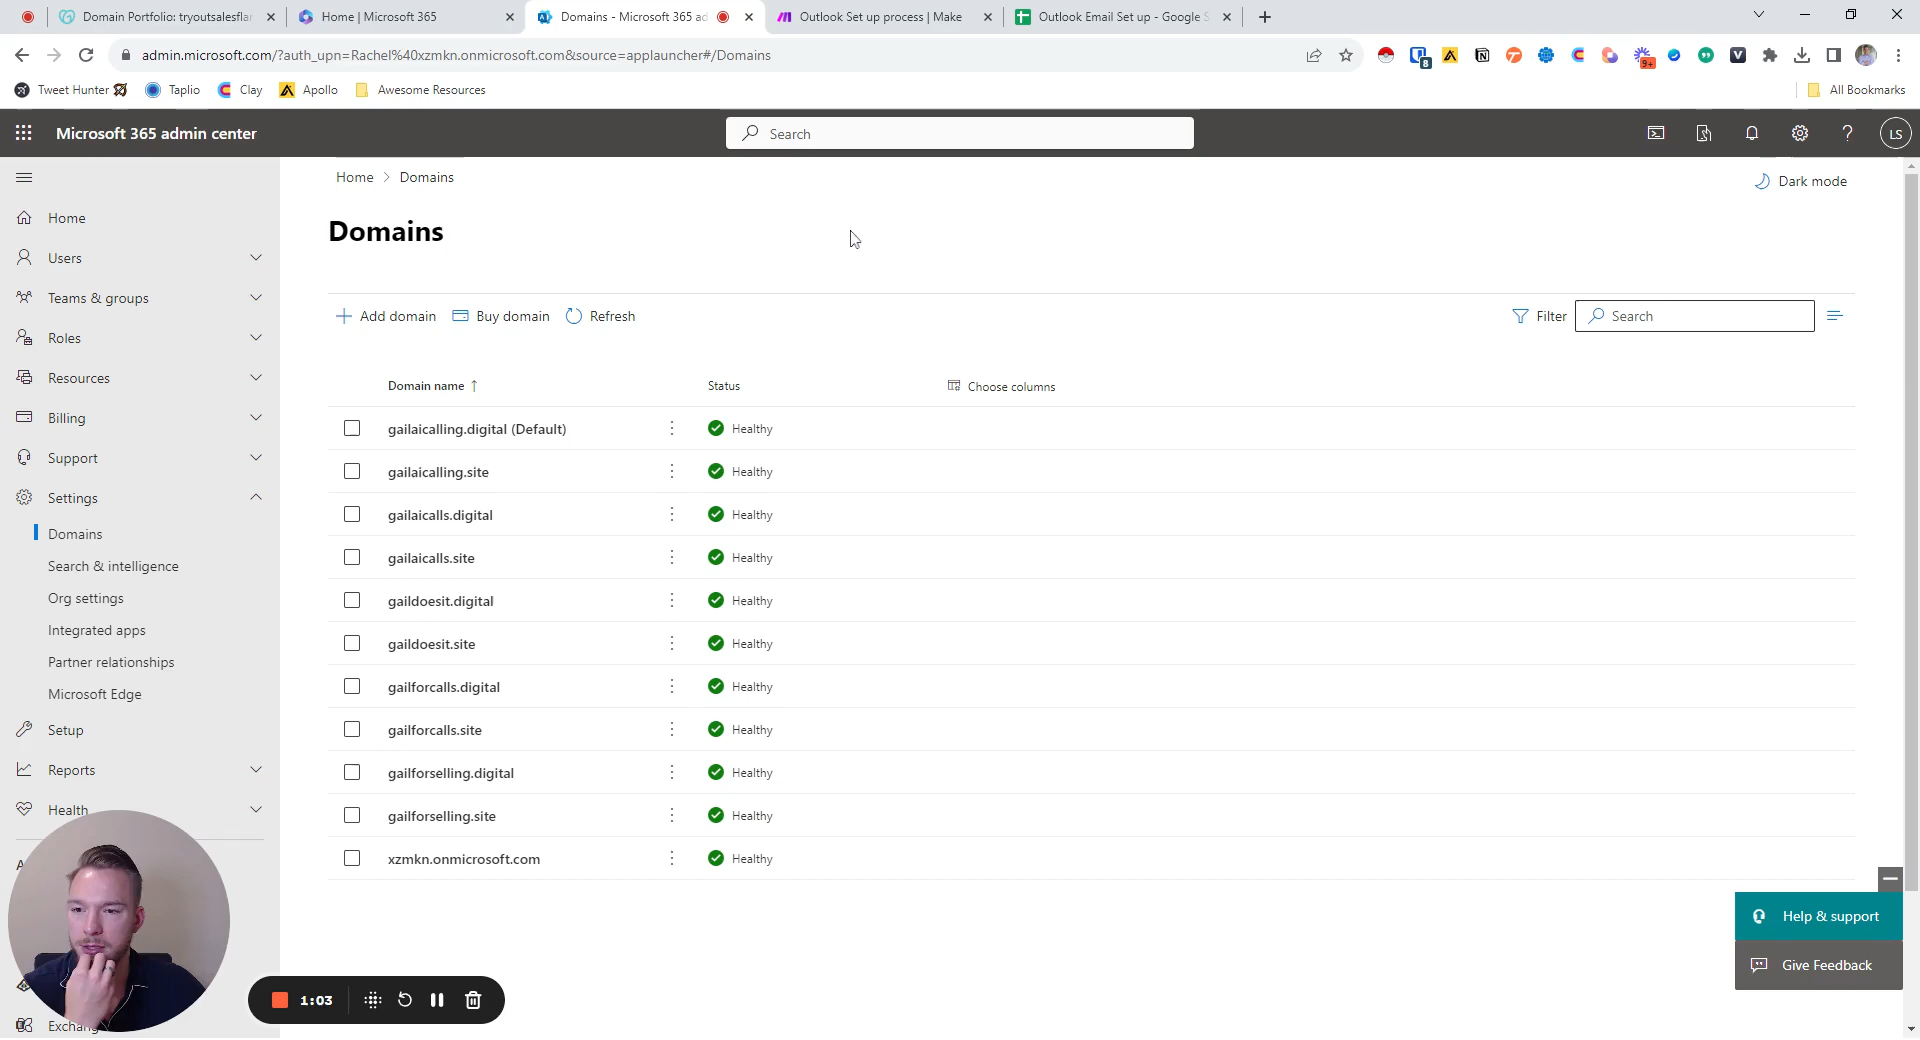 Domain Portfolio: tryoutsalesfla
Home | Microsoft 365
Domains - Microsoft 365 ad
Outlook Set up process | Make
Outlook Email Set up - Google S
admin.microsoft.com/?auth_upn=Rachel%40xzmkn.onmicrosoft.com&source=applauncher#/Domains
8
9+
Tweet Hunter
Taplio
Clay
Apollo
Awesome Resources
All Bookmarks
Microsoft 365 admin center
Search
LS
Home > Domains
Dark mode
Domains
Home
Users
Teams & groups
Roles
Resources
Billing
Support
Settings
Domains
Search & intelligence
Org settings
Integrated apps
Partner relationships
Microsoft Edge
Setup
Reports
Health
Exchang
Add domain
Buy domain
Refresh
Filter
Search
Domain name ↑
Status
Choose columns
gailaicalling.digital (Default)
Healthy
gailaicalling.site
Healthy
gailaicalls.digital
Healthy
gailaicalls.site
Healthy
gaildoesit.digital
Healthy
gaildoesit.site
Healthy
gailforcalls.digital
Healthy
gailforcalls.site
Healthy
gailforselling.digital
Healthy
gailforselling.site
Healthy
xzmkn.onmicrosoft.com
Healthy
Help & support
Give Feedback
1:03